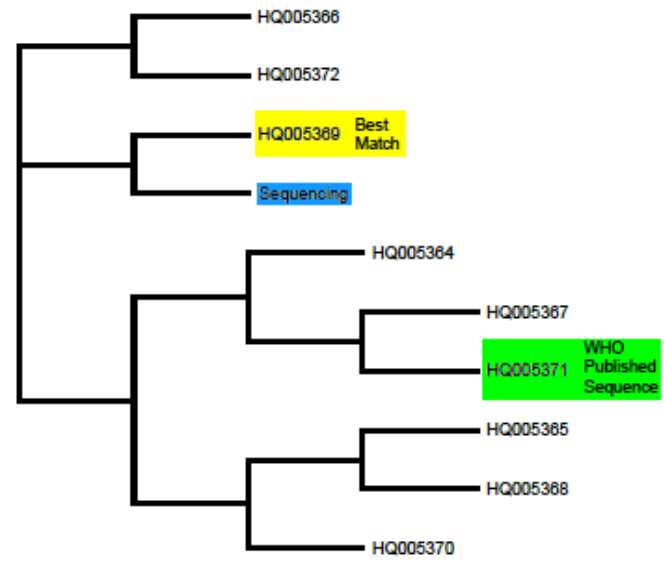 HQ005366
HQ005372
HQ005369 Best
Match
Sequencing
HQ005364
HQ005367
HQ005371 WHO
Published
Sequence
HQ005365
HQ005368
HQ005370